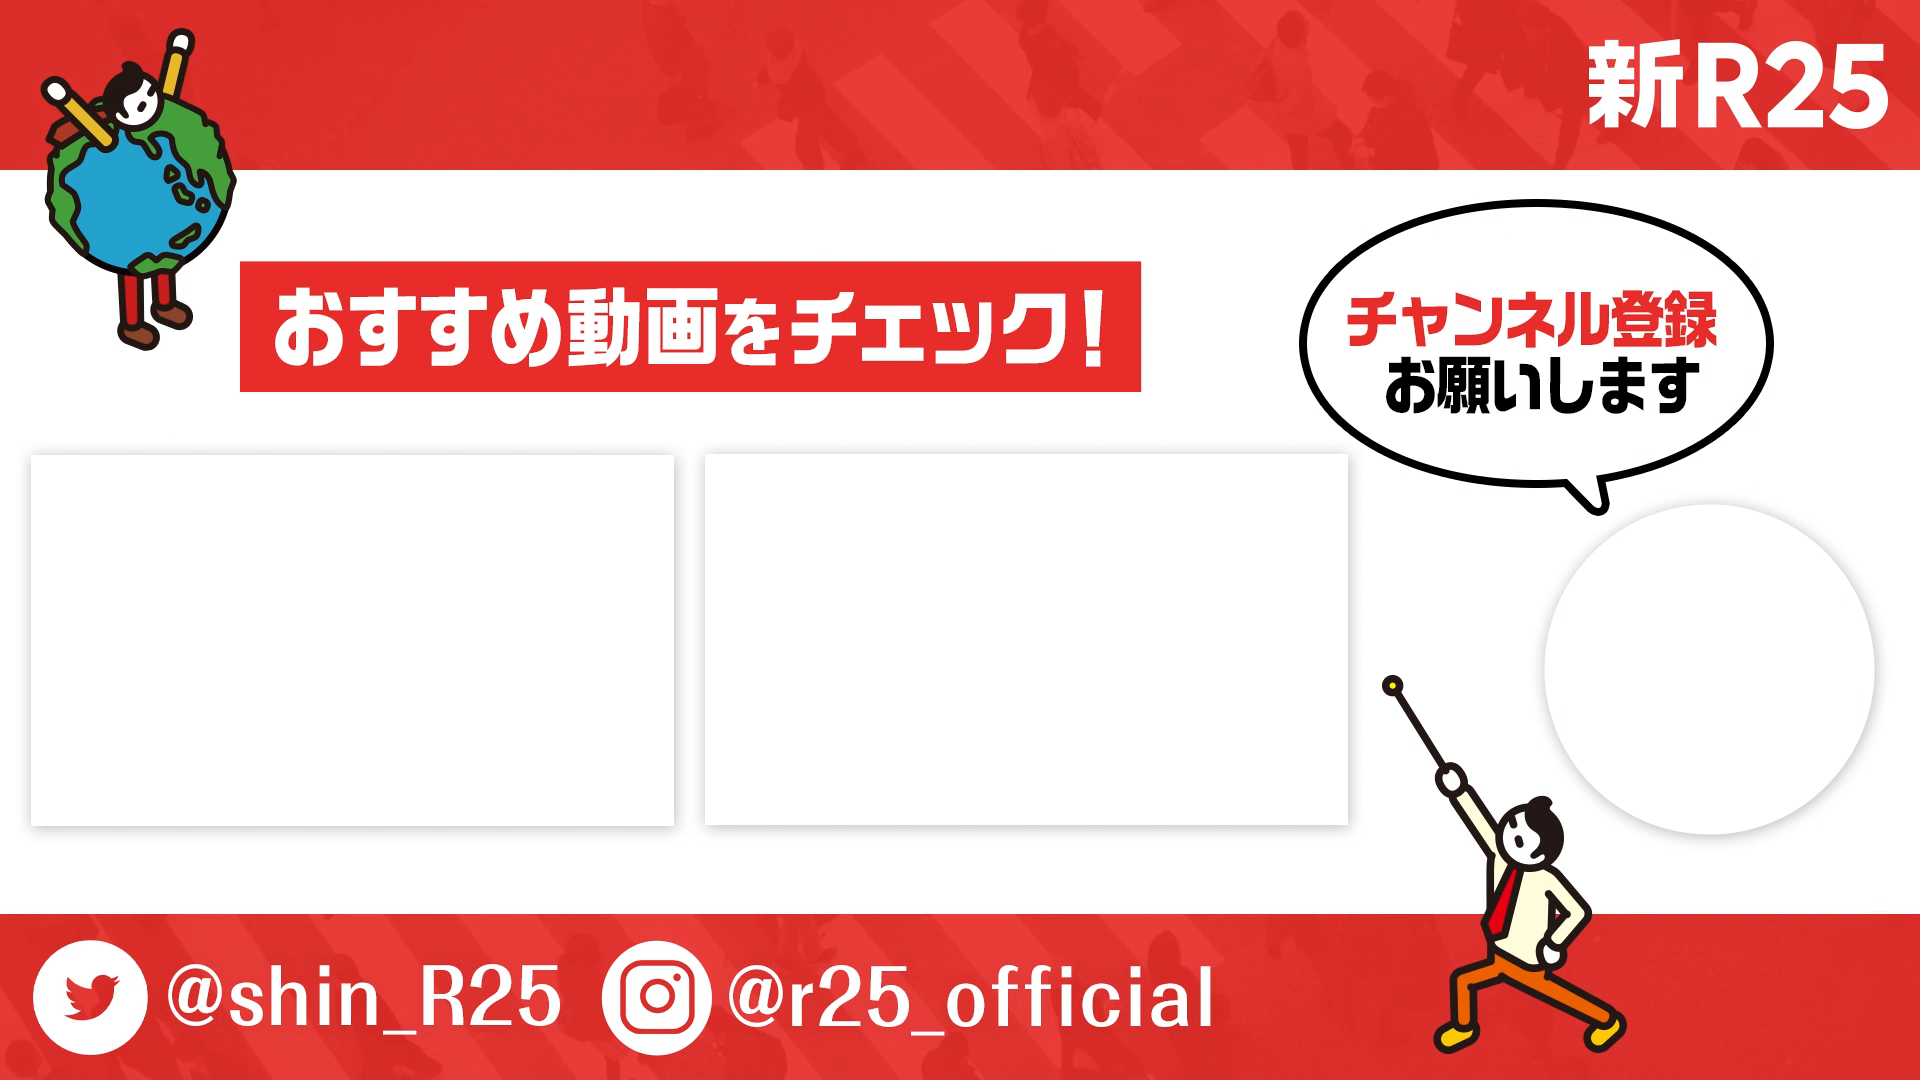 新R25
おすすめ動画をチェック!
チャンネル登録
お願いします
@shin_R25
@r25_official